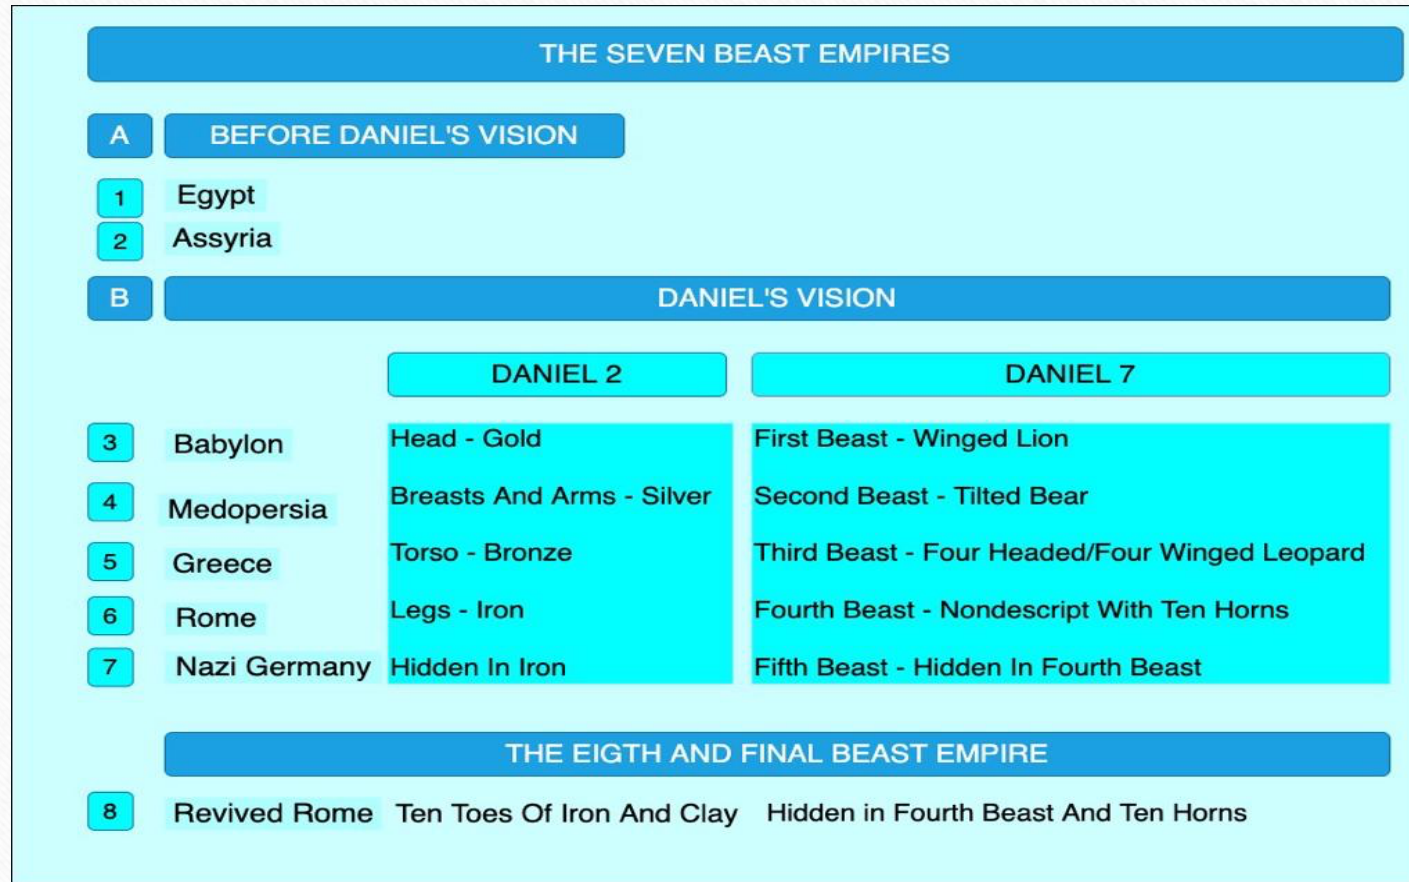 THE SEVEN BEAST EMPIRES
A BEFORE DANIEL'S VISION
1 Egypt
2 Assyria
B DANIEL'S VISION
DANIEL 2 DANIEL 7
3 Babylon Head - Gold First Beast - Winged Lion
4 Medopersia Breasts And Arms - Silver Second Beast - Tilted Bear
5 Greece Torso - Bronze Third Beast - Four Headed/Four Winged Leopard
6 Rome Legs - Iron Fourth Beast - Nondescript With Ten Horns
7 Nazi Germany Hidden In Iron Fifth Beast - Hidden In Fourth Beast
THE EIGTH AND FINAL BEAST EMPIRE
8 Revived Rome Ten Toes Of Iron And Clay Hidden in Fourth Beast And Ten Horns